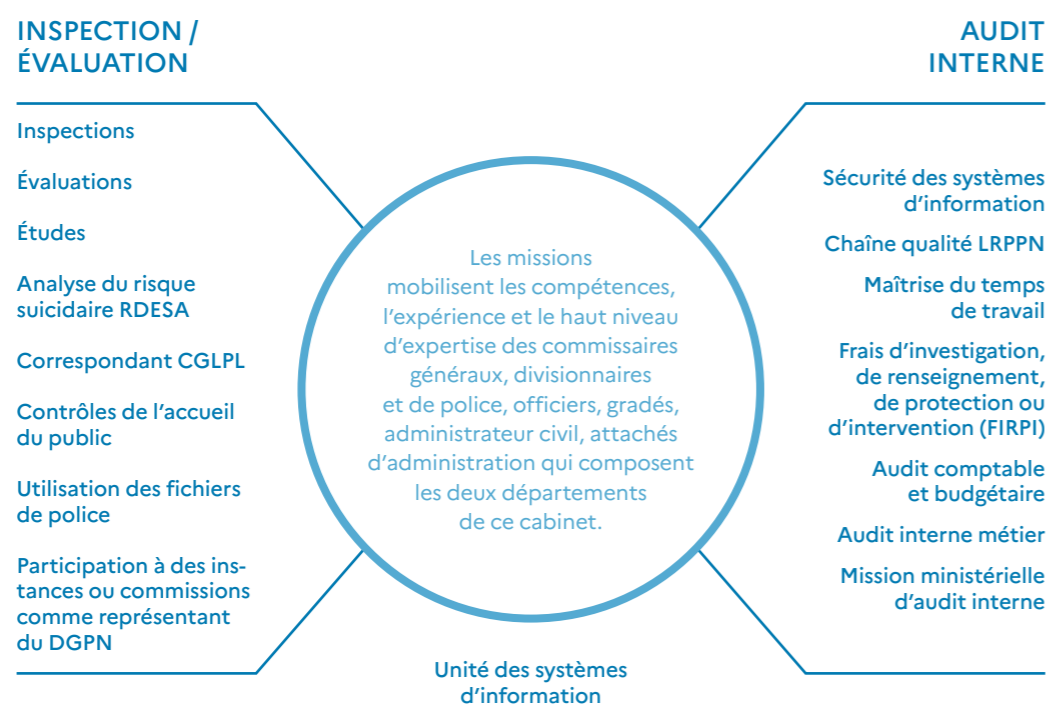 INSPECTION /
ÉVALUATION
Inspections
Évaluations
Études
Analyse du risque
suicidaire RDESA
Correspondant CGLPL
Contrôles de l’accueil
du public
Utilisation des fichiers
de police
Participation à des ins-
tances ou commissions
comme représentant
du DGPN
Les missions
mobilisent les compétences,
l’expérience et le haut niveau
d’expertise des commissaires
généraux, divisionnaires
et de police, officiers, gradés,
administrateur civil, attachés
d’administration qui composent
les deux départements
de ce cabinet.
Unité des systèmes
d’information
AUDIT
INTERNE
Sécurité des systèmes
d’information
Chaîne qualité LRPPN
Maîtrise du temps
de travail
Frais d’investigation,
de renseignement,
de protection ou
d’intervention (FIRPI)
Audit comptable
et budgétaire
Audit interne métier
Mission ministérielle
d’audit interne